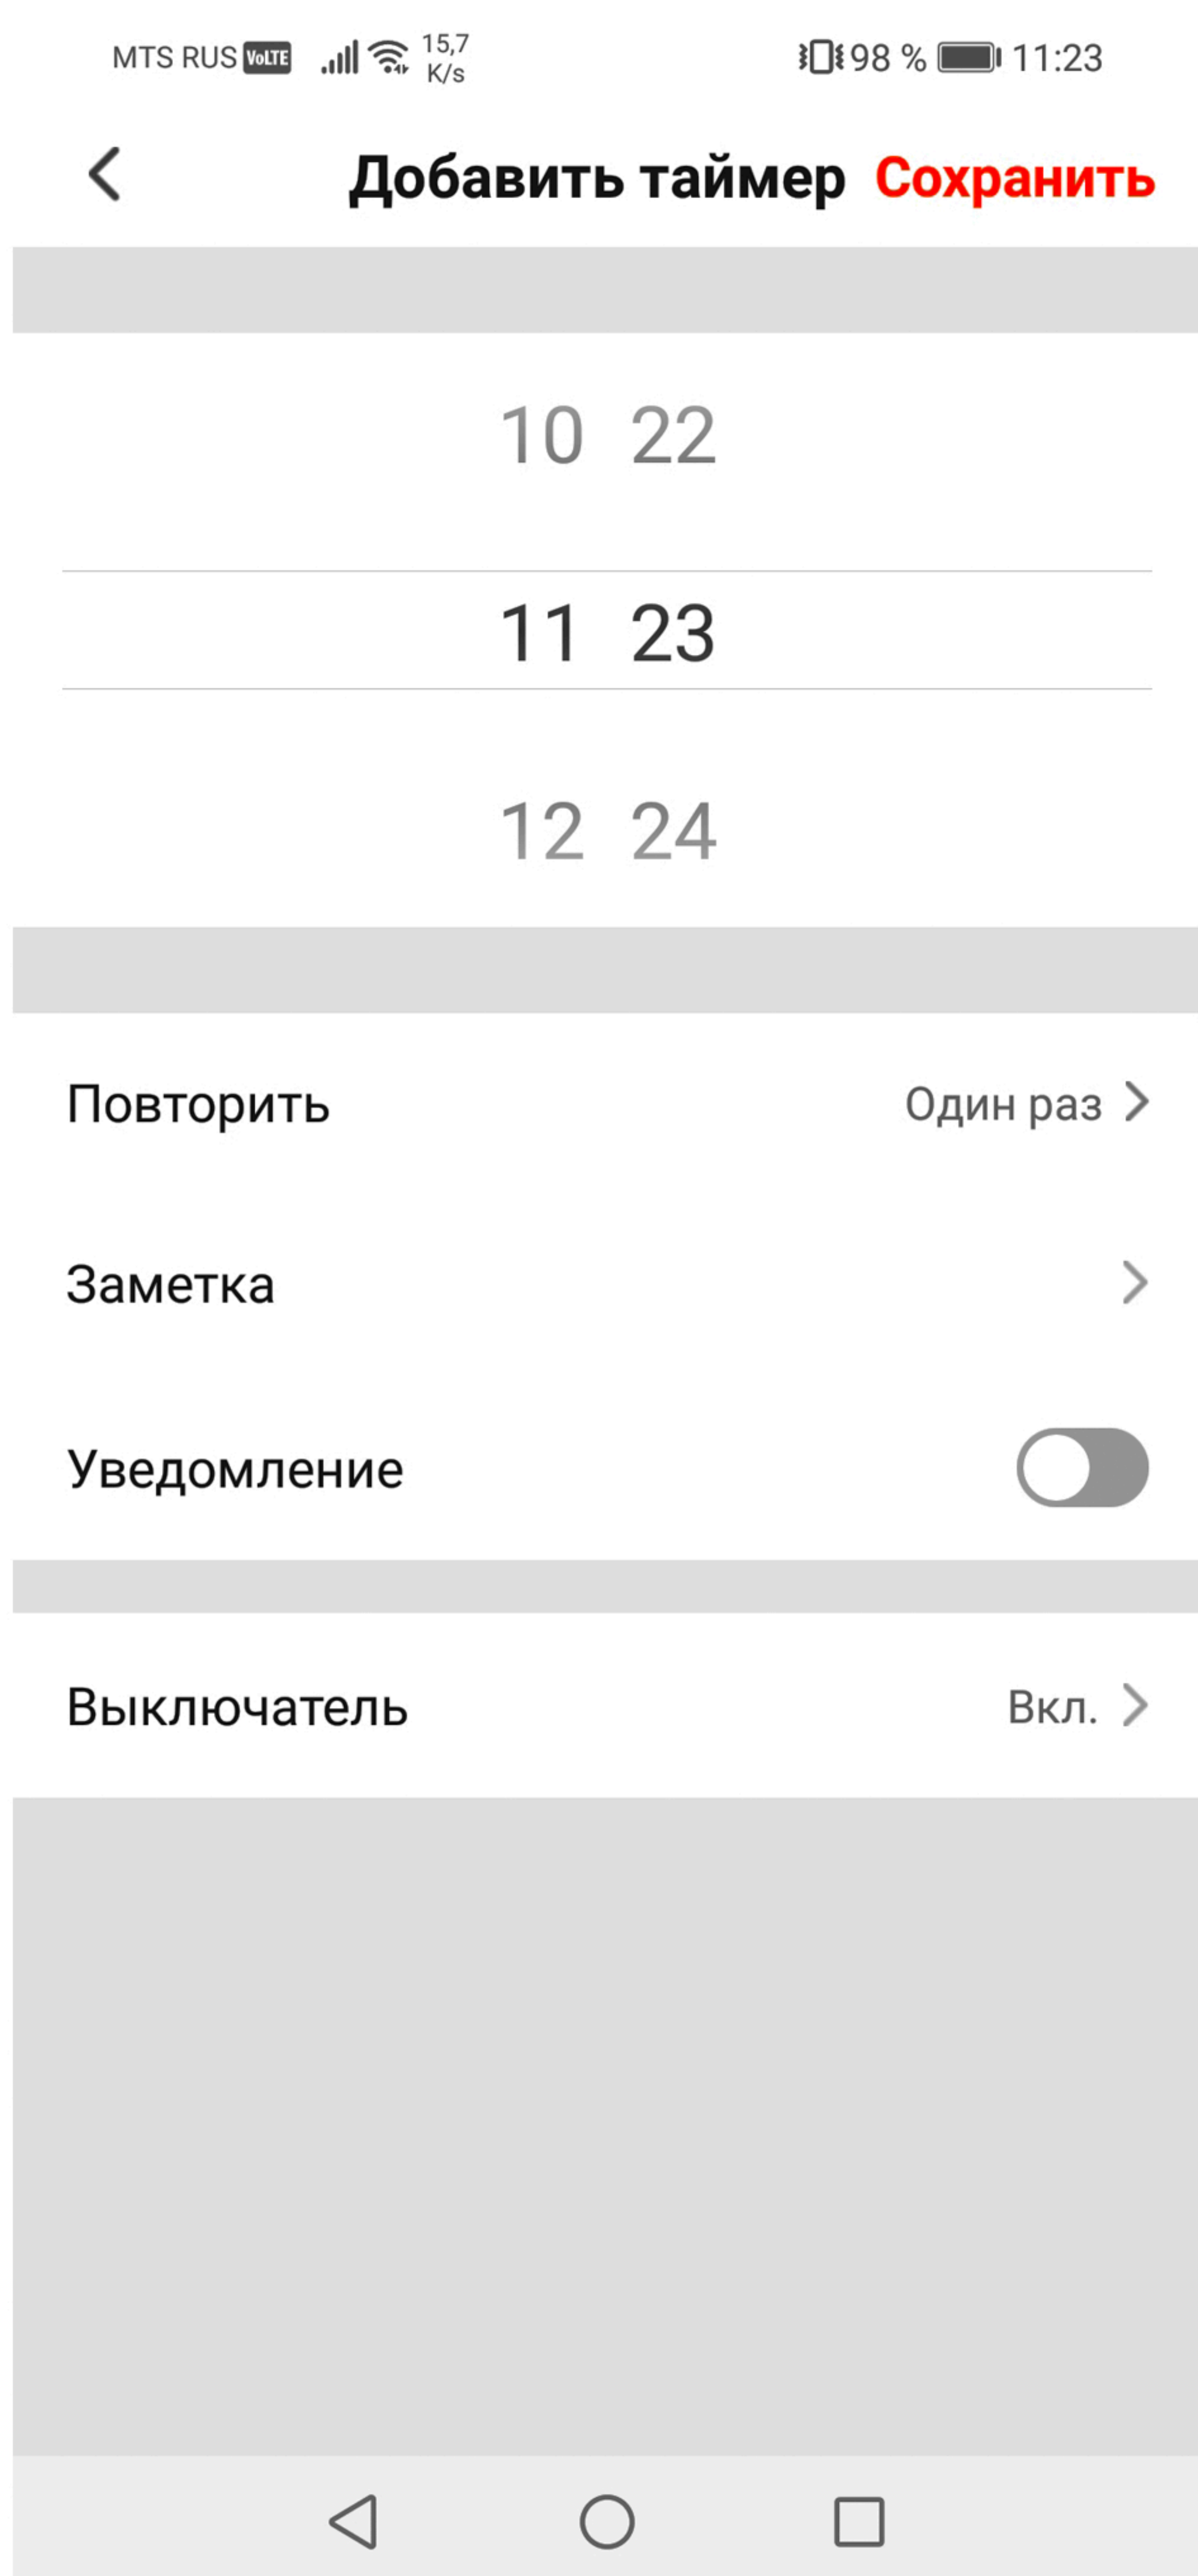 MTS RUS VoLTE 15,7 K/s 98 % 11:23
Добавить таймер Сохранить
10 22
11 23
12 24
Повторить Один раз
Заметка
Уведомление
Выключатель Вкл.